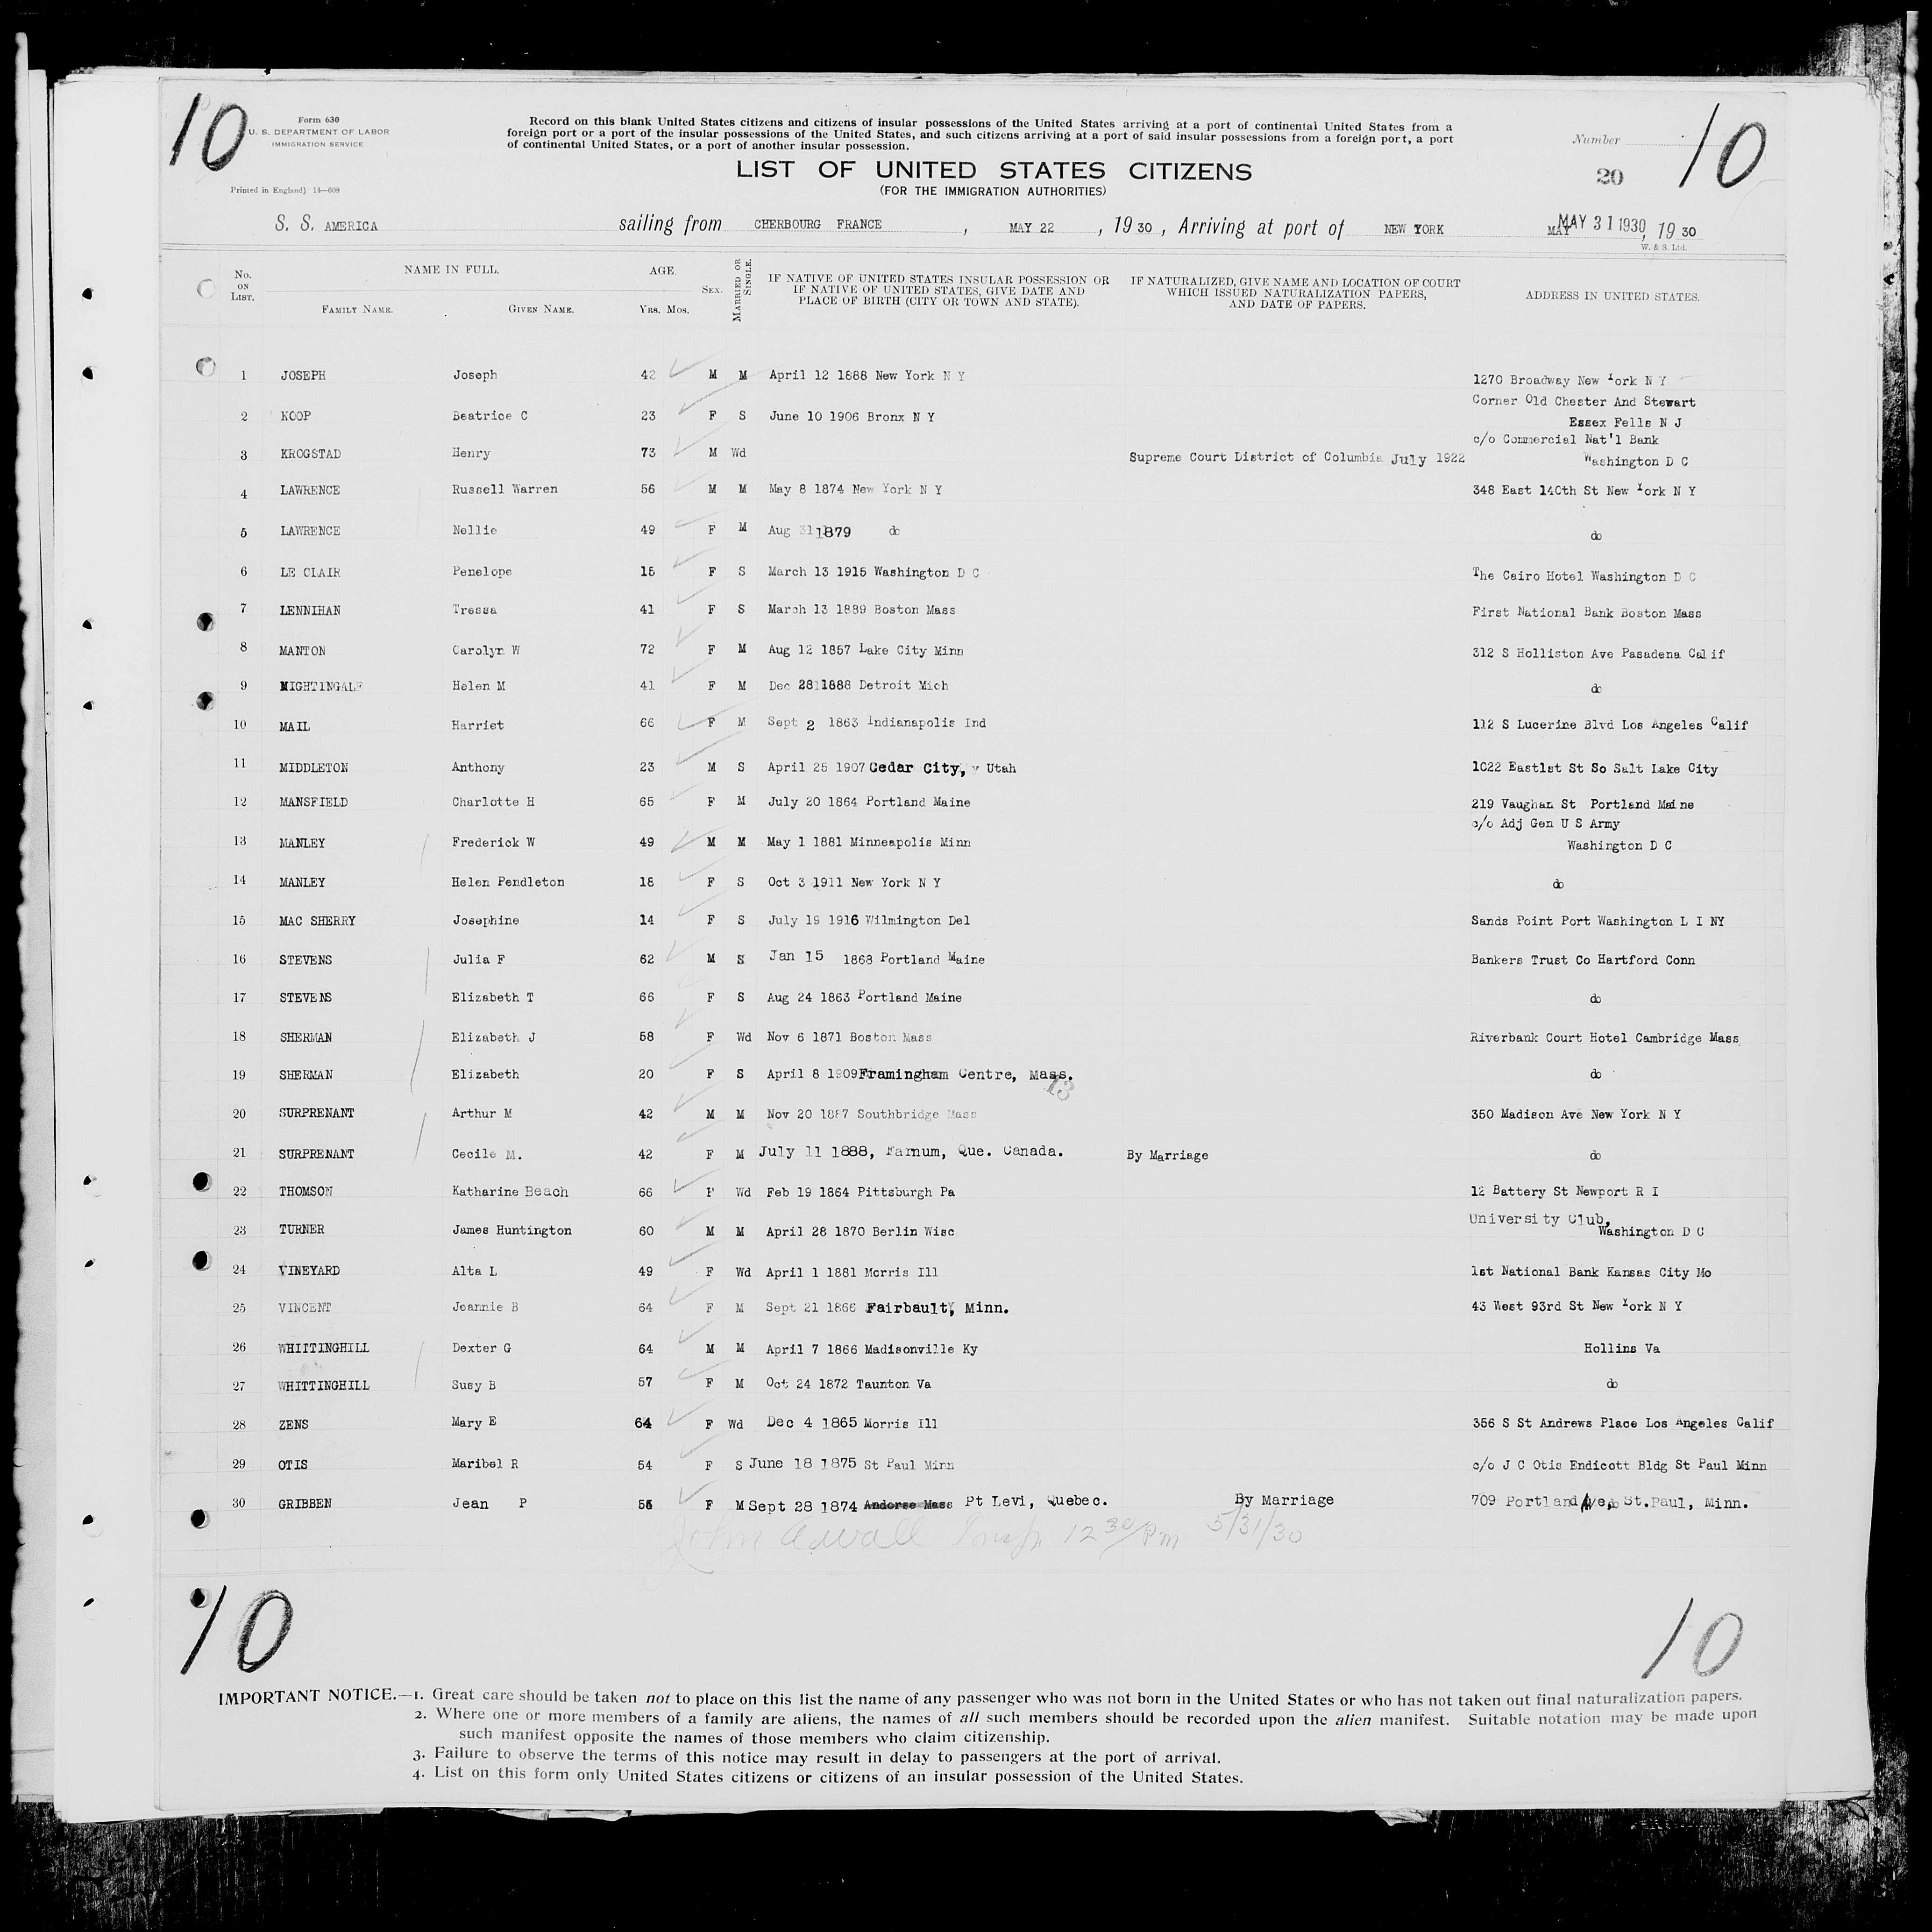 10
Form 630
U. S. DEPARTMENT OF LABOR
IMMIGRATION SERVICE
Printed in England) 14—608
Record on this blank United States citizens and citizens of insular possessions of the United States arriving at a port of continental United States from a
foreign port or a port of the insular possessions of the United States, and such citizens arriving at a port of said insular possessions from a foreign port, a port
of continental United States, or a port of another insular possession.
Number
10
20
LIST OF UNITED STATES CITIZENS
(FOR THE IMMIGRATION AUTHORITIES)
S. S. AMERICA sailing from CHERBOURG FRANCE , MAY 22 , 1930 , Arriving at port of NEW YORK MAY MAY 31 1930, 1930
W. & S. Ltd.
No. ON LIST. NAME IN FULL. FAMILY NAME. GIVEN NAME. AGE. YRS. MOS. SEX. MARRIED OR SINGLE. IF NATIVE OF UNITED STATES INSULAR POSSESSION OR IF NATIVE OF UNITED STATES, GIVE DATE AND PLACE OF BIRTH (CITY OR TOWN AND STATE). IF NATURALIZED, GIVE NAME AND LOCATION OF COURT WHICH ISSUED NATURALIZATION PAPERS, AND DATE OF PAPERS. ADDRESS IN UNITED STATES.
1 JOSEPH Joseph 42 M M April 12 1888 New York N Y 1270 Broadway New York N Y
2 KOOP Beatrice C 23 F S June 10 1906 Bronx N Y Corner Old Chester And Stewart
Essex Fells N J
3 KROGSTAD Henry 73 M Wd Supreme Court District of Columbia July 1922 c/o Commercial Nat'l Bank
Washington D C
4 LAWRENCE Russell Warren 56 M M May 8 1874 New York N Y 348 East 140th St New York N Y
5 LAWRENCE Nellie 49 F M Aug 31 1879 do do
6 LE CLAIR Penelope 15 F S March 13 1915 Washington D C The Cairo Hotel Washington D C
7 LENNIHAN Tressa 41 F S March 13 1889 Boston Mass First National Bank Boston Mass
8 MANTON Carolyn W 72 F M Aug 12 1857 Lake City Minn 312 S Holliston Ave Pasadena Calif
9 NIGHTINGALE Helen M 41 F M Dec 28 1888 Detroit Mich do
10 MAIL Harriet 66 F M Sept 2 1863 Indianapolis Ind 112 S Lucerine Blvd Los Angeles Calif
11 MIDDLETON Anthony 23 M S April 25 1907 Cedar City, Utah 1022 East1st St So Salt Lake City
12 MANSFIELD Charlotte H 65 F M July 20 1864 Portland Maine 219 Vaughan St Portland Maine
13 MANLEY Frederick W 49 M M May 1 1881 Minneapolis Minn c/o Adj Gen U S Army
Washington D C
14 MANLEY Helen Pendleton 18 F S Oct 3 1911 New York N Y do
15 MAC SHERRY Josephine 14 F S July 19 1916 Wilmington Del Sands Point Port Washington L I NY
16 STEVENS Julia F 62 M S Jan 15 1868 Portland Maine Bankers Trust Co Hartford Conn
17 STEVENS Elizabeth T 66 F S Aug 24 1863 Portland Maine do
18 SHERMAN Elizabeth J 58 F Wd Nov 6 1871 Boston Mass Riverbank Court Hotel Cambridge Mass
19 SHERMAN Elizabeth 20 F S April 8 1909 Framingham Centre, Mass. do
13
20 SURPRENANT Arthur M 42 M M Nov 20 1887 Southbridge Mass 350 Madison Ave New York N Y
21 SURPRENANT Cecile M. 42 F M July 11 1888, Farnum, Que. Canada. By Marriage do
22 THOMSON Katharine Beach 66 F Wd Feb 19 1864 Pittsburgh Pa 12 Battery St Newport R I
23 TURNER James Huntington 60 M M April 28 1870 Berlin Wisc University Club,
Washington D C
24 VINEYARD Alta L 49 F Wd April 1 1881 Morris Ill 1st National Bank Kansas City Mo
25 VINCENT Jeannie B 64 F M Sept 21 1866 Fairbault, Minn. 43 West 93rd St New York N Y
26 WHITTINGHILL Dexter G 64 M M April 7 1866 Madisonville Ky Hollins Va
27 WHITTINGHILL Susy B 57 F M Oct 24 1872 Taunton Va do
28 ZENS Mary E 64 F Wd Dec 4 1865 Morris Ill 356 S St Andrews Place Los Angeles Calif
29 OTIS Maribel R 54 F S June 18 1875 St Paul Minn c/o J C Otis Endicott Bldg St Paul Minn
30 GRIBBEN Jean P 55 F M Sept 28 1874 Andorse Mass Pt Levi, Quebec. By Marriage 709 Portland Ave, St.Paul, Minn.
John Insp 12 30/Pm 5/31/30
10
10
IMPORTANT NOTICE.—1. Great care should be taken not to place on this list the name of any passenger who was not born in the United States or who has not taken out final naturalization papers.
2. Where one or more members of a family are aliens, the names of all such members should be recorded upon the alien manifest. Suitable notation may be made upon
such manifest opposite the names of those members who claim citizenship.
3. Failure to observe the terms of this notice may result in delay to passengers at the port of arrival.
4. List on this form only United States citizens or citizens of an insular possession of the United States.